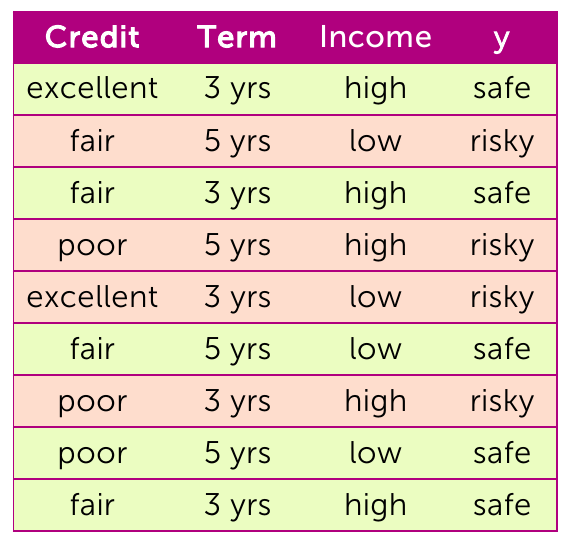 Credit Term Income y
excellent 3 yrs high safe
fair 5 yrs low risky
fair 3 yrs high safe
poor 5 yrs high risky
excellent 3 yrs low risky
fair 5 yrs low safe
poor 3 yrs high risky
poor 5 yrs low safe
fair 3 yrs high safe